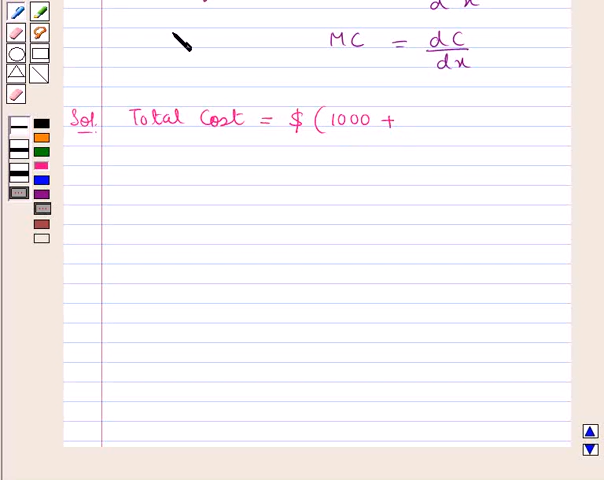 d x
MC = dC
dx
Sol. Total Cost = $ (1000 +